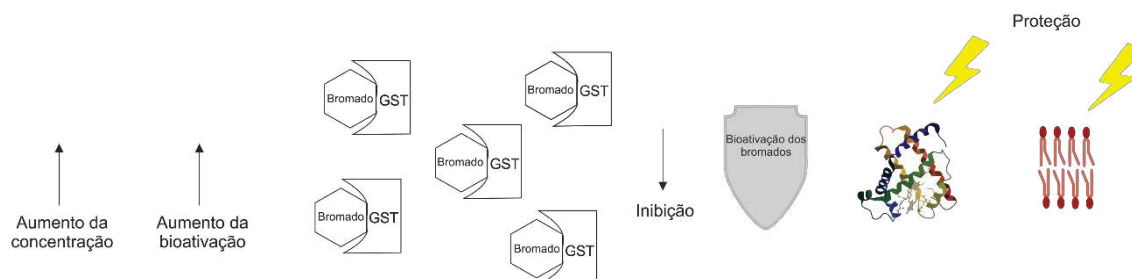 Aumento da
concentração
Aumento da
bioativação
Bromado GST
Bromado GST
Bromado GST
Bromado GST
Bromado GST
Inibição
Bioativação dos
bromados
Proteção